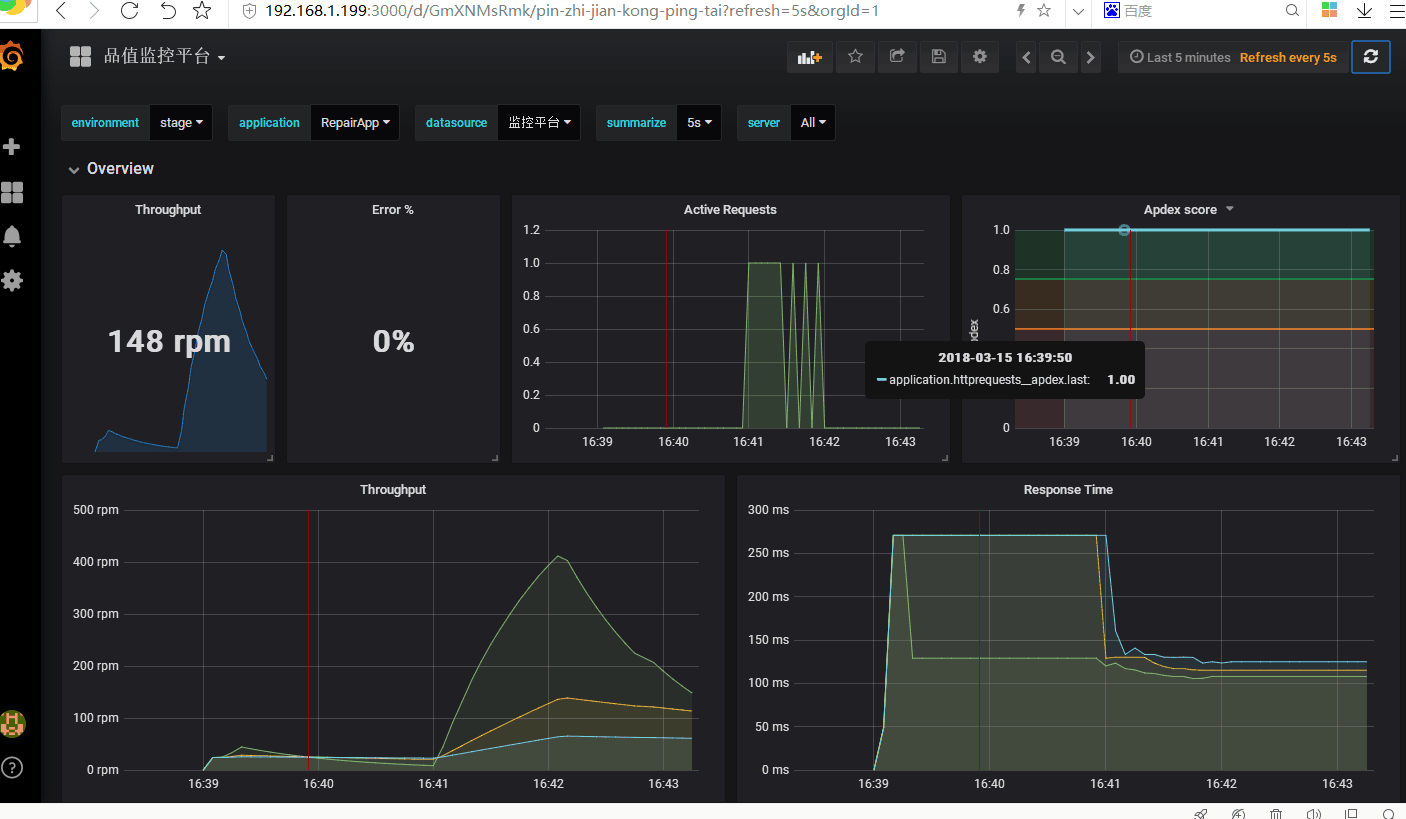 192.168.1.199:3000/d/GmXNMsRmk/pin-zhi-jian-kong-ping-tai?refresh=5s&orgId=1
百度
品值监控平台
Last 5 minutes Refresh every 5s
environment stage application RepairApp datasource 监控平台 summarize 5s server All
Overview
Throughput
148 rpm
Error %
0%
Active Requests
1.2
1.0
0.8
0.6
0.4
0.2
0
16:39 16:40 16:41 16:42 16:43
Apdex score
1.0
0.8
0.6
0
16:39 16:40 16:41 16:42 16:43
2018-03-15 16:39:50
application.httprequests__apdex.last: 1.00
Throughput
500 rpm
400 rpm
300 rpm
200 rpm
100 rpm
0 rpm
16:39 16:40 16:41 16:42 16:43
Response Time
300 ms
250 ms
200 ms
150 ms
100 ms
50 ms
0 ms
16:39 16:40 16:41 16:42 16:43